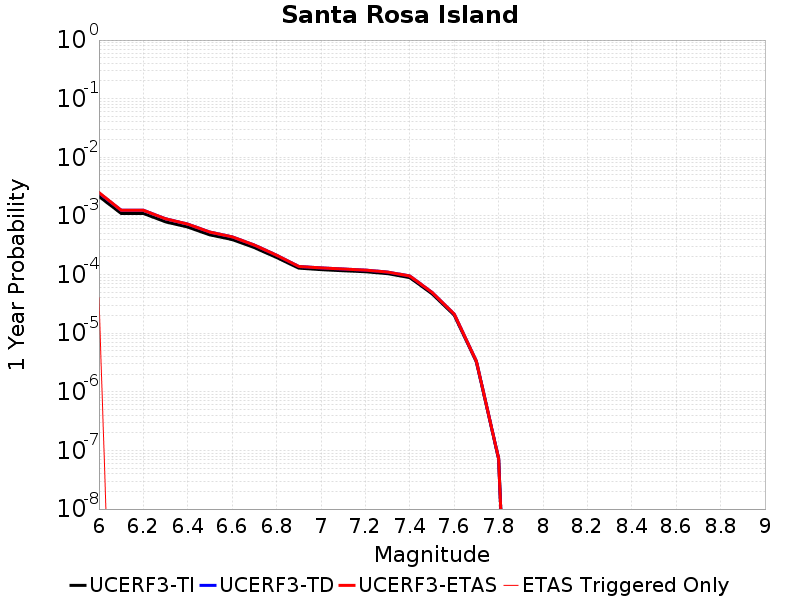 Santa Rosa Island
1 Year Probability
10^0
10^-1
10^-2
10^-3
10^-4
10^-5
10^-6
10^-7
10^-8
6 6.2 6.4 6.6 6.8 7 7.2 7.4 7.6 7.8 8 8.2 8.4 8.6 8.8 9
Magnitude
UCERF3-TI UCERF3-TD UCERF3-ETAS ETAS Triggered Only